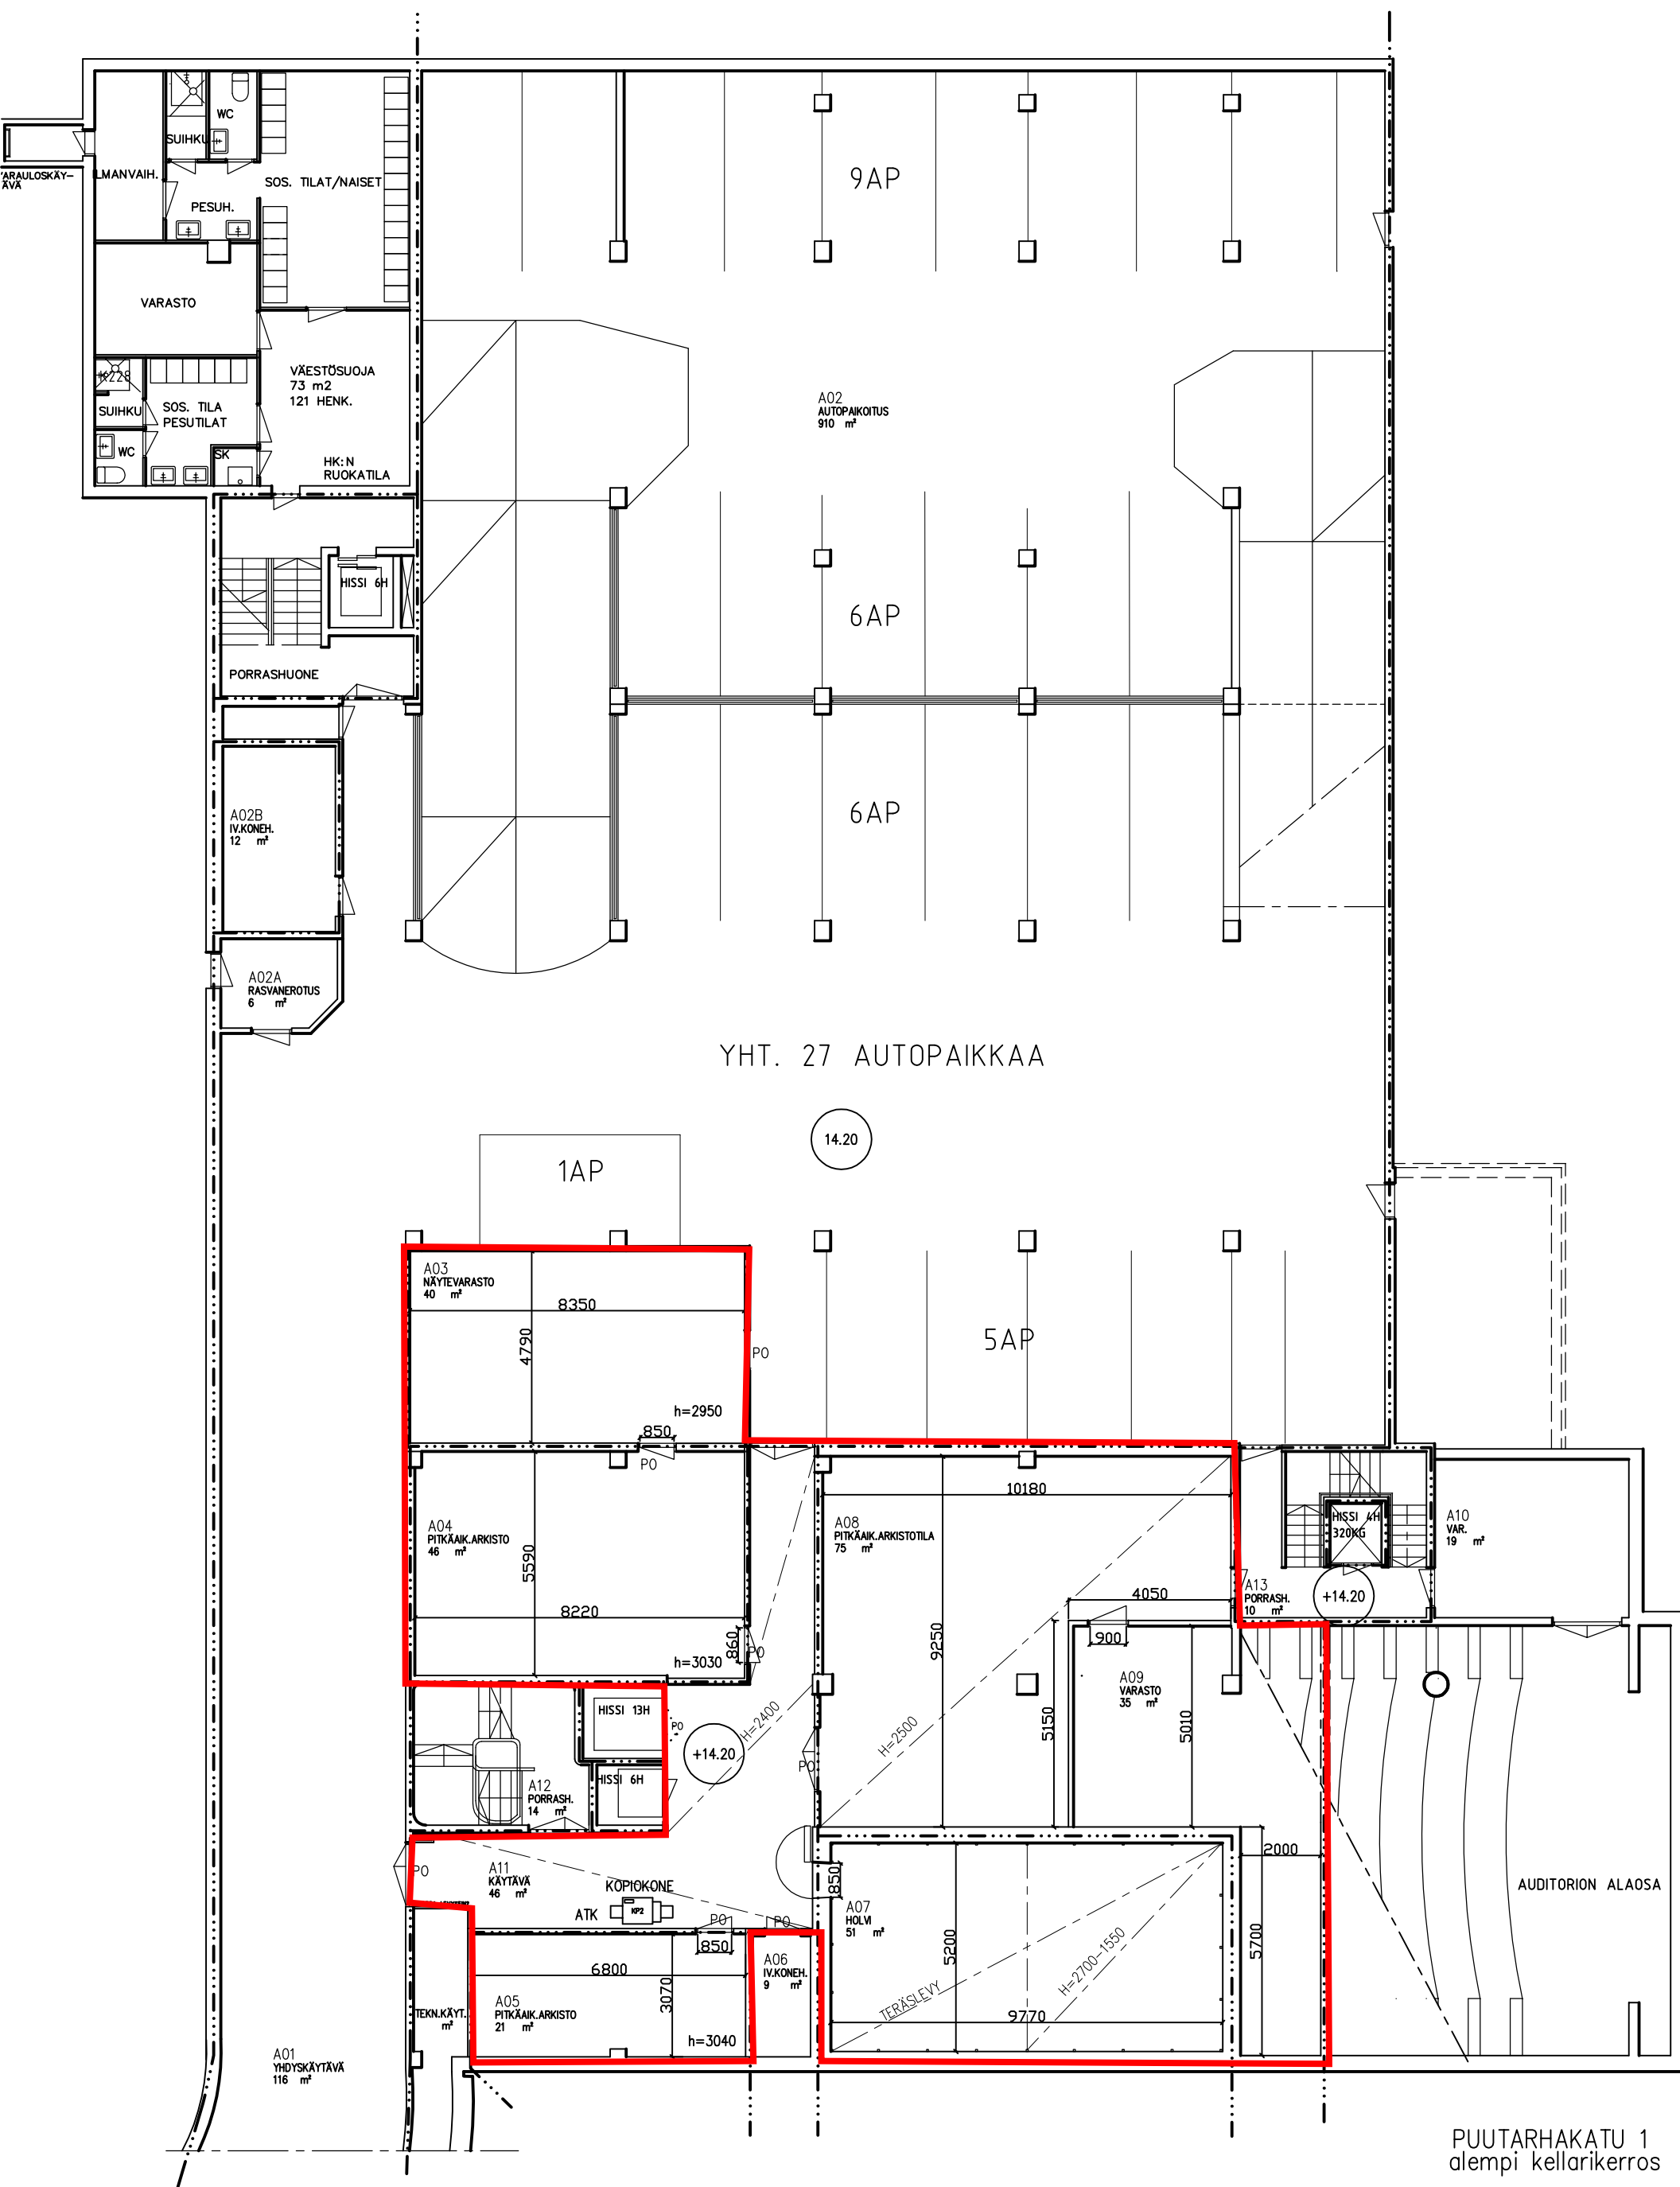 WC
SUIHKU
ILMANVAIH.
SOS. TILAT/NAISET
PESUH.
VARASTO
VÄESTÖSUOJA
73 m2
121 HENK.
K228
SUIHKU
SOS. TILA
PESUTILAT
WC
SK
HK:N
RUOKATILA
HISSI 6H
PORRASHUONE
9AP
A02
AUTOPAIKOITUS
910 m²
6AP
6AP
A02B
IV.KONEH.
12 m²
A02A
RASVANEROTUS
6 m²
YHT. 27 AUTOPAIKKAA
14.20
1AP
5AP
A03
NÄYTEVARASTO
40 m²
8350
4790
PO
h=2950
850
PO
A04
PITKÄAIK.ARKISTO
46 m²
5590
8220
860
PO
h=3030
A08
PITKÄAIK.ARKISTOTILA
75 m²
10180
9250
4050
900
A09
VARASTO
35 m²
5150
5010
H=2500
H=2400
HISSI 4H
320KG
A10
VAR.
19 m²
A13
PORRASH.
10 m²
+14.20
HISSI 13H
PO
+14.20
HISSI 6H
A12
PORRASH.
14 m²
PO
PO
A11
KÄYTÄVÄ
46 m²
KOPIOKONE
ATK
KP2
PO
PO
850
850
A07
HOLVI
51 m²
5200
9770
TERÄSLEVY
H=2700-1550
2000
5700
AUDITORION ALAOSA
A06
IV.KONEH.
9 m²
6800
3070
A05
PITKÄAIK.ARKISTO
21 m²
h=3040
TEKN.KÄYT.
m²
A01
YHDYSKÄYTÄVÄ
116 m²
PUUTARHAKATU 1
alempi kellarikerros